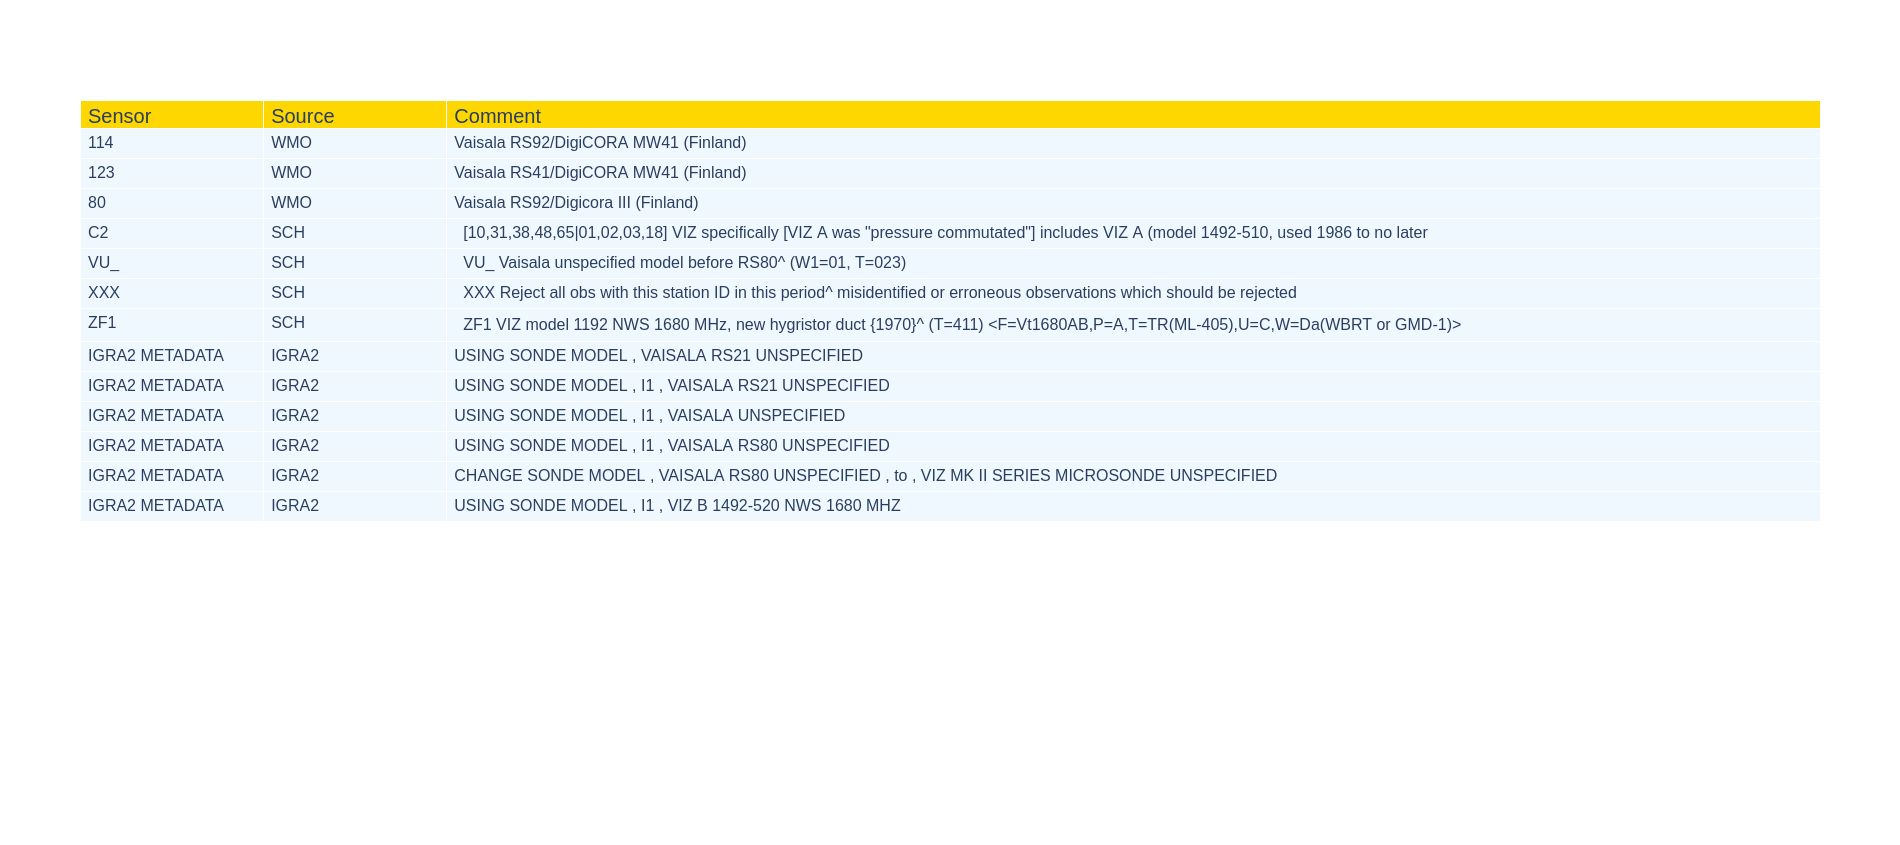 Sensor Source Comment
114 WMO Vaisala RS92/DigiCORA MW41 (Finland)
123 WMO Vaisala RS41/DigiCORA MW41 (Finland)
80 WMO Vaisala RS92/Digicora III (Finland)
C2 SCH [10,31,38,48,65|01,02,03,18] VIZ specifically [VIZ A was "pressure commutated"] includes VIZ A (model 1492-510, used 1986 to no later
VU_ SCH VU_ Vaisala unspecified model before RS80^ (W1=01, T=023)
XXX SCH XXX Reject all obs with this station ID in this period^ misidentified or erroneous observations which should be rejected
ZF1 SCH ZF1 VIZ model 1192 NWS 1680 MHz, new hygristor duct {1970}^ (T=411) <F=Vt1680AB,P=A,T=TR(ML-405),U=C,W=Da(WBRT or GMD-1)>
IGRA2 METADATA IGRA2 USING SONDE MODEL , VAISALA RS21 UNSPECIFIED
IGRA2 METADATA IGRA2 USING SONDE MODEL , I1 , VAISALA RS21 UNSPECIFIED
IGRA2 METADATA IGRA2 USING SONDE MODEL , I1 , VAISALA UNSPECIFIED
IGRA2 METADATA IGRA2 USING SONDE MODEL , I1 , VAISALA RS80 UNSPECIFIED
IGRA2 METADATA IGRA2 CHANGE SONDE MODEL , VAISALA RS80 UNSPECIFIED , to , VIZ MK II SERIES MICROSONDE UNSPECIFIED
IGRA2 METADATA IGRA2 USING SONDE MODEL , I1 , VIZ B 1492-520 NWS 1680 MHZ